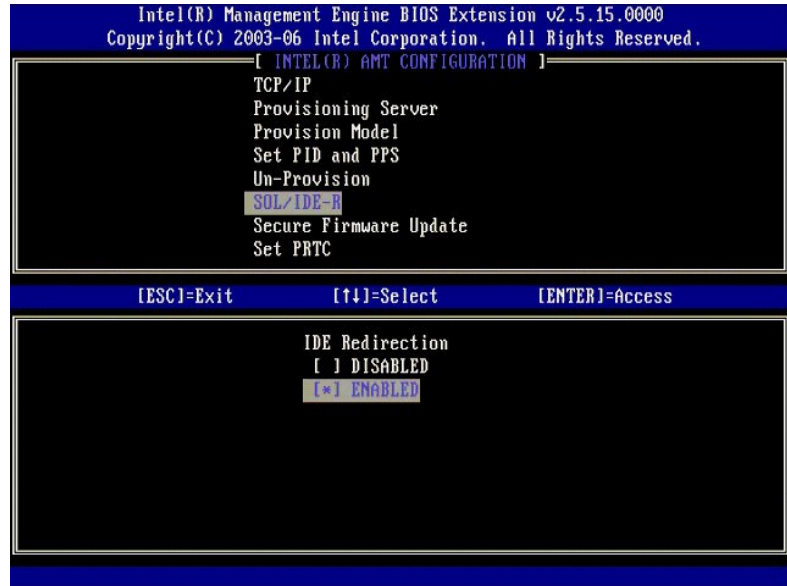 Intel(R) Management Engine BIOS Extension v2.5.15.0000
Copyright(C) 2003-06 Intel Corporation. All Rights Reserved.
[ INTEL(R) AMT CONFIGURATION ]
TCP/IP
Provisioning Server
Provision Model
Set PID and PPS
Un-Provision
SOL/IDE-R
Secure Firmware Update
Set PRTC
[ESC]=Exit [↑↓]=Select [ENTER]=Access
IDE Redirection
[ ] DISABLED
[*] ENABLED